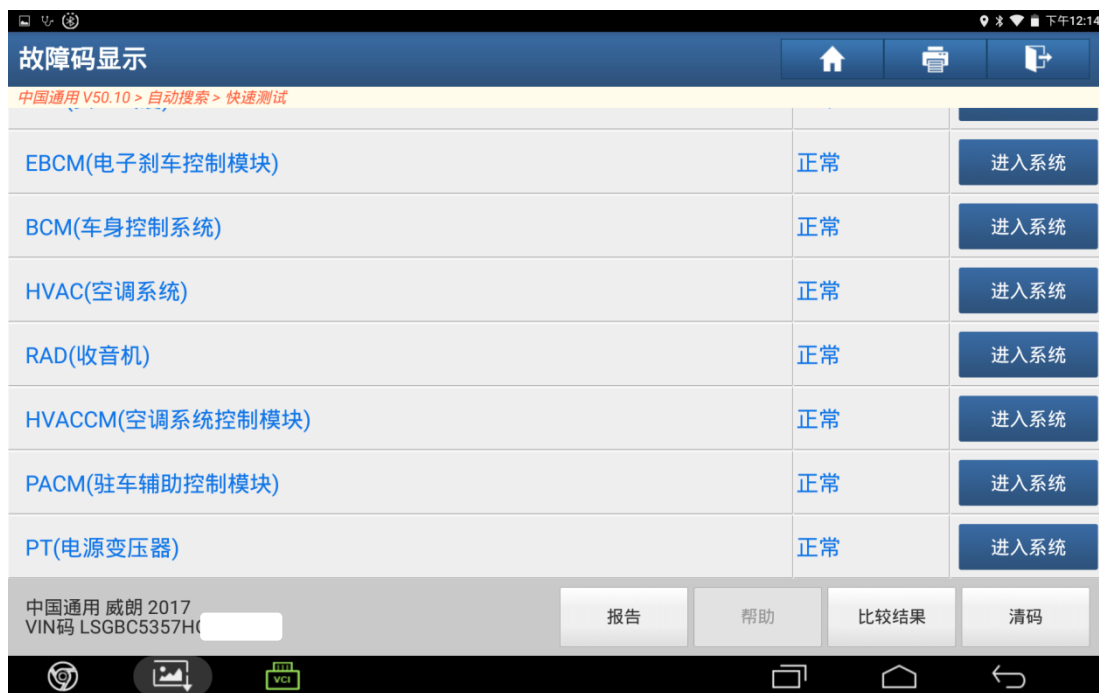 下午12:14
故障码显示
中国通用 V50.10 > 自动搜索 > 快速测试
EBCM(电子刹车控制模块) 正常 进入系统
BCM(车身控制系统) 正常 进入系统
HVAC(空调系统) 正常 进入系统
RAD(收音机) 正常 进入系统
HVACCM(空调系统控制模块) 正常 进入系统
PACM(驻车辅助控制模块) 正常 进入系统
PT(电源变压器) 正常 进入系统
中国通用 威朗 2017
VIN码 LSGBC5357H
报告 帮助 比较结果 清码
VCI